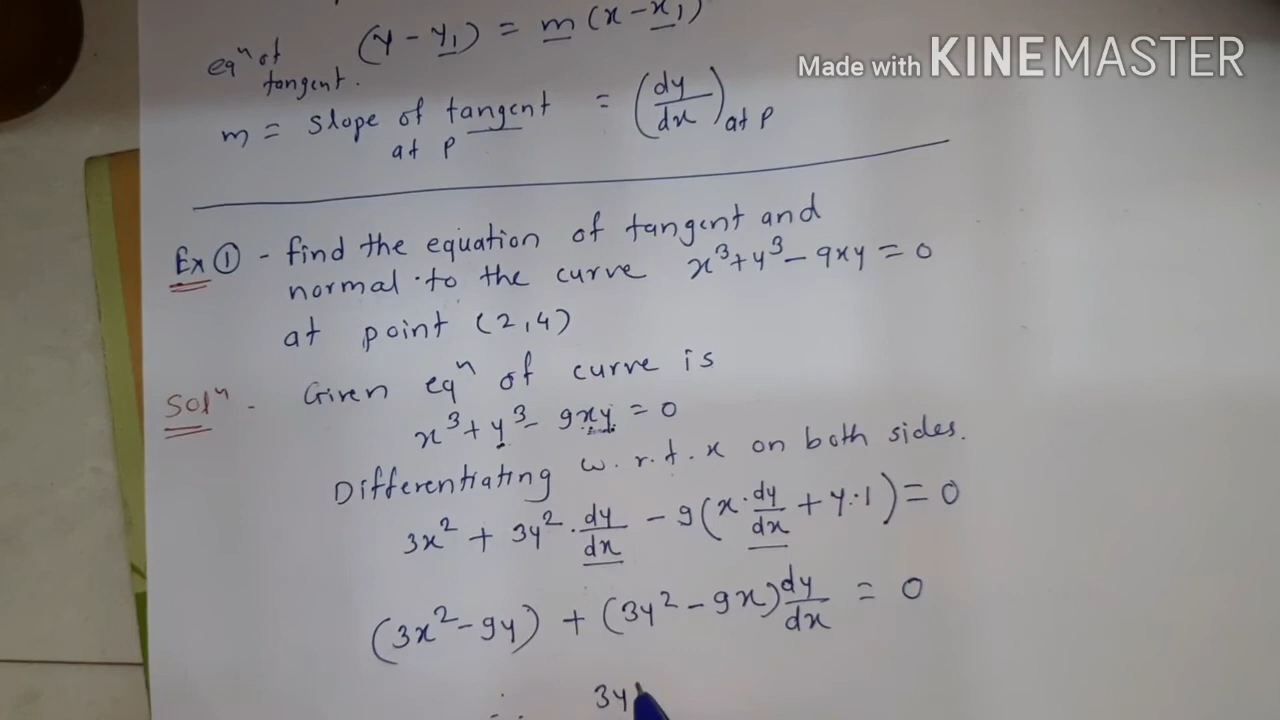 eqⁿ of tangent. (y - y₁) = m (x - x₁)
Made with KINEMASTER
m = slope of tangent at P = (dy/dx) at P
Ex ① - find the equation of tangent and
normal to the curve x³ + y³ - 9xy = 0
at point (2,4)
Solⁿ - Given eqⁿ of curve is
x³ + y³ - 9xy = 0
Differentiating w.r.t. x on both sides.
3x² + 3y² · dy/dx - 9(x · dy/dx + y · 1) = 0
(3x² - 9y) + (3y² - 9x) dy/dx = 0
∴ 3y